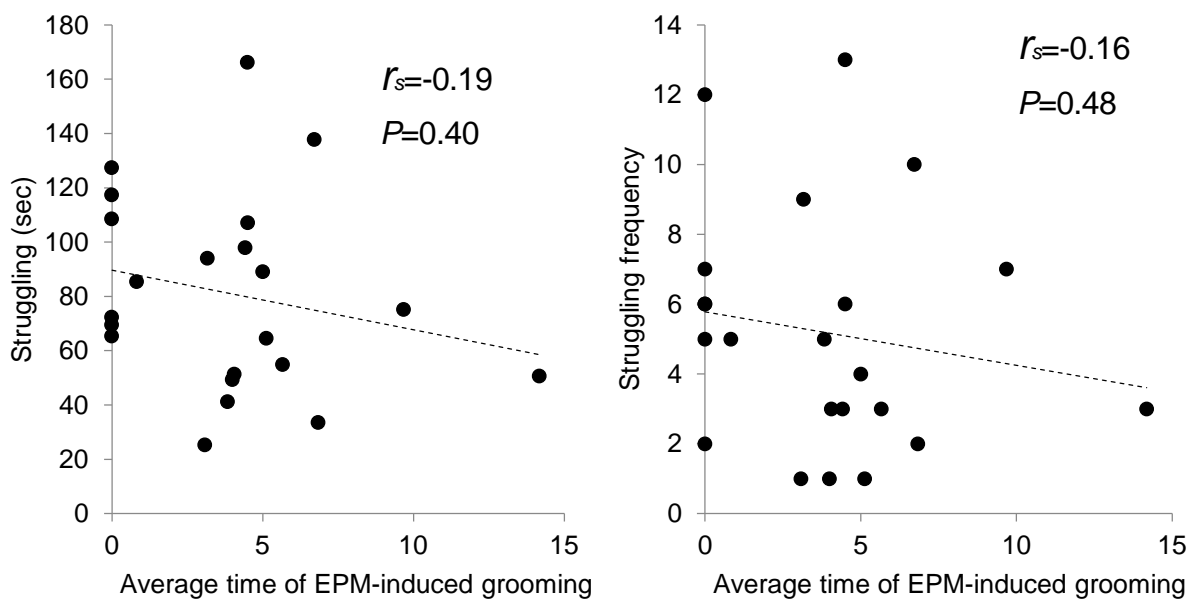 180
160
140
120
100
80
60
40
20
0
Struggling (sec)
rs=-0.19
P=0.40
0 5 10 15
Average time of EPM-induced grooming
14
12
10
8
6
4
2
0
Struggling frequency
rs=-0.16
P=0.48
0 5 10 15
Average time of EPM-induced grooming